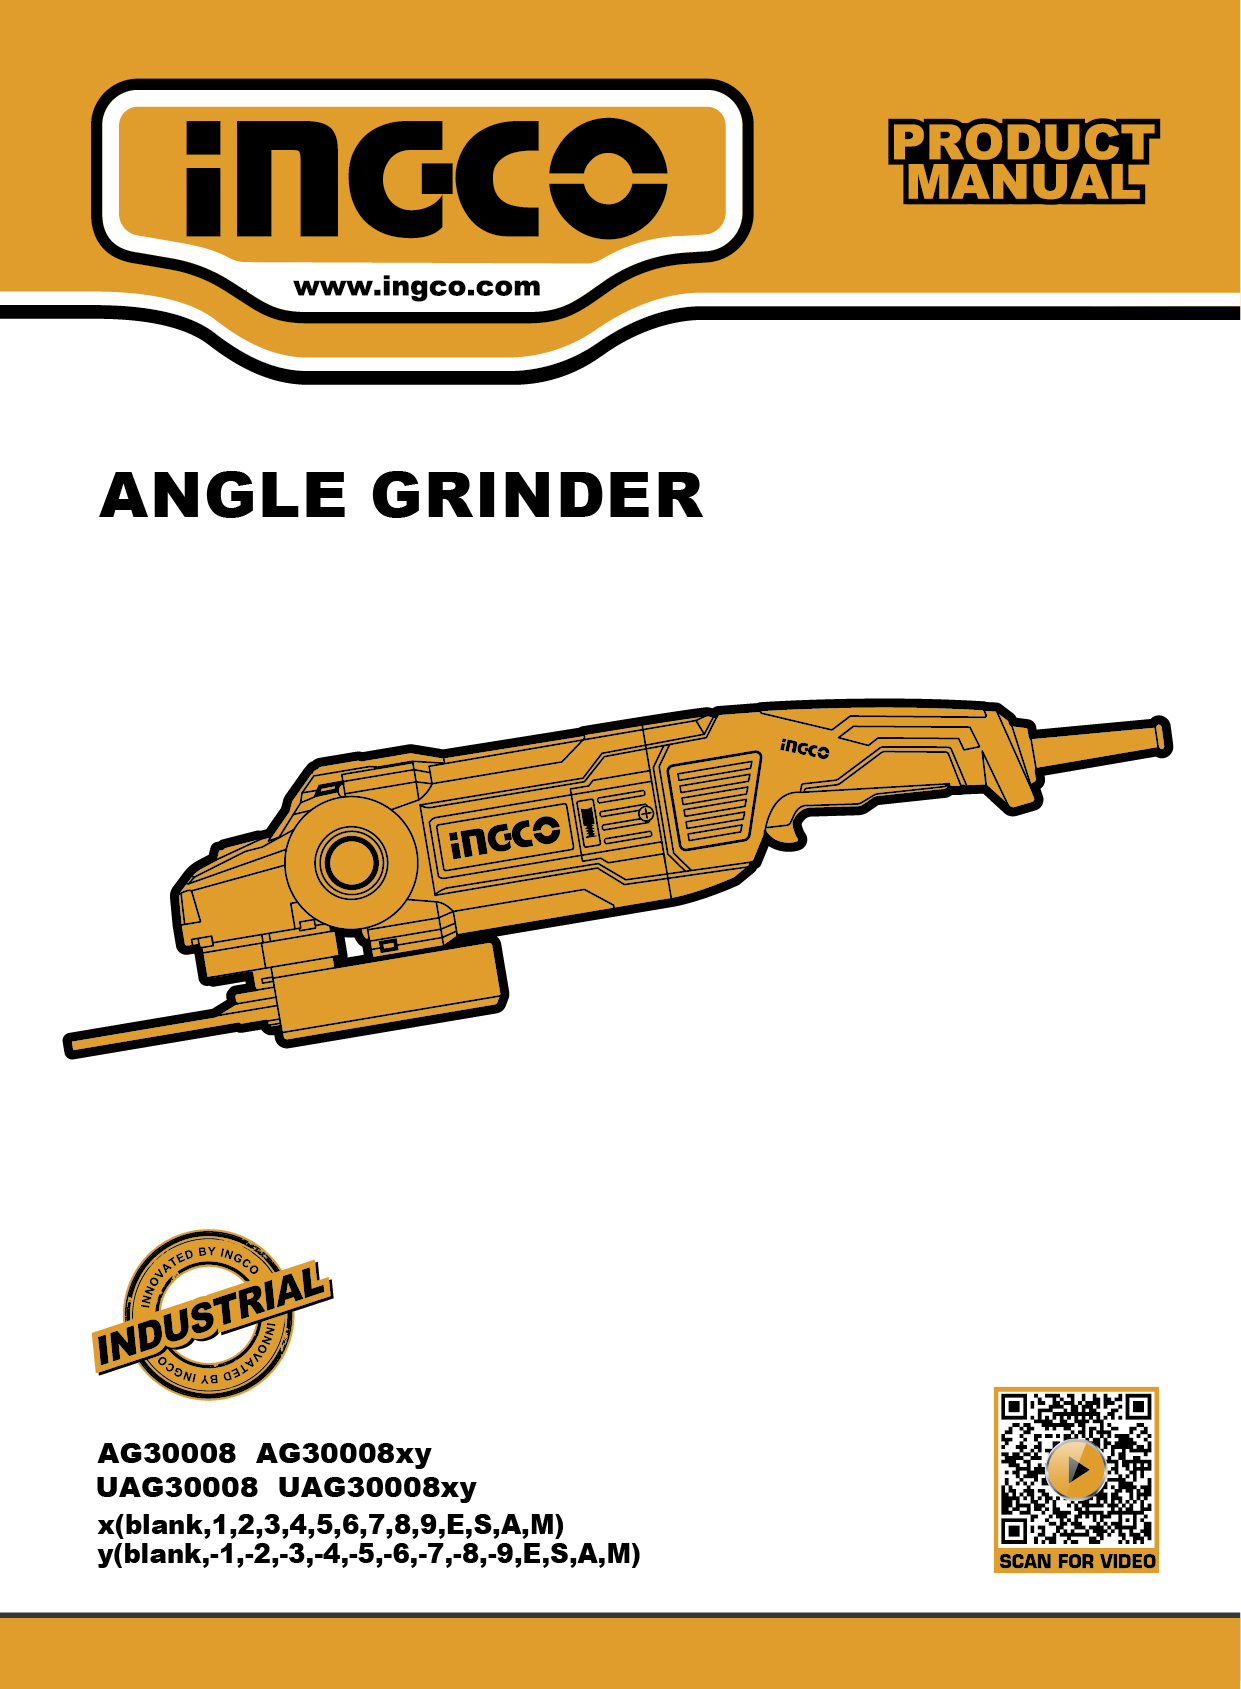 INGCO
PRODUCT
MANUAL
www.ingco.com
ANGLE GRINDER
INGCO
INGCO
INNOVATED BY INGCO
INDUSTRIAL
INNOVATED BY INGCO
AG30008 AG30008xy
UAG30008 UAG30008xy
x(blank,1,2,3,4,5,6,7,8,9,E,S,A,M)
y(blank,-1,-2,-3,-4,-5,-6,-7,-8,-9,E,S,A,M)
SCAN FOR VIDEO